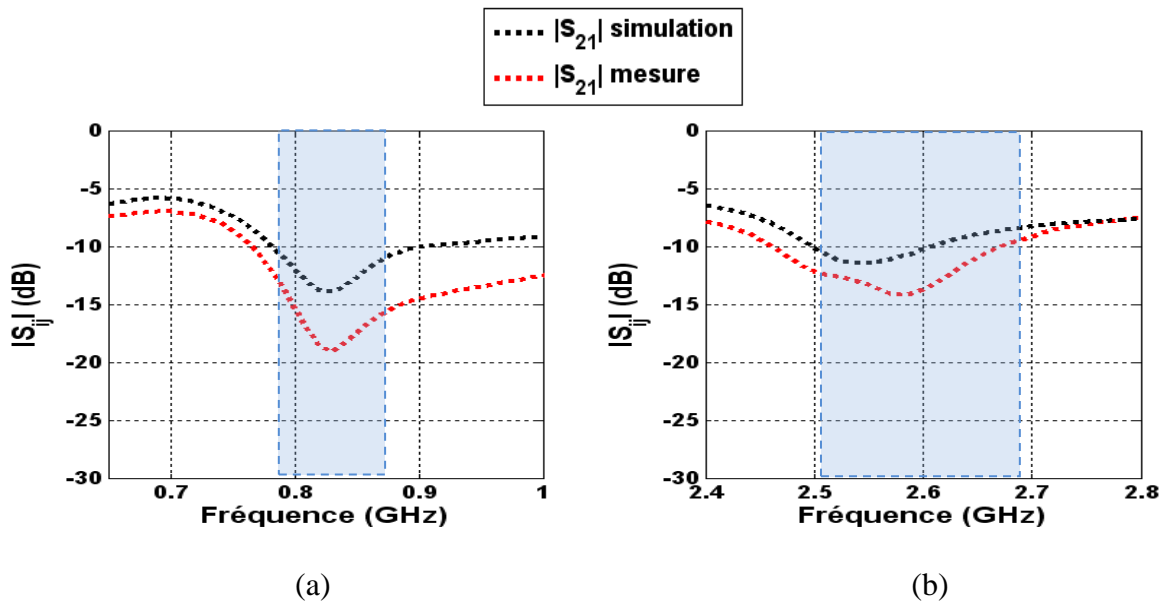 |S21| simulation
|S21| mesure
0
-5
-10
-15
-20
-25
-30
|Sij| (dB)
0.7
0.8
0.9
1
Fréquence (GHz)
(a)
0
-5
-10
-15
-20
-25
-30
|Sij| (dB)
2.4
2.5
2.6
2.7
2.8
Fréquence (GHz)
(b)